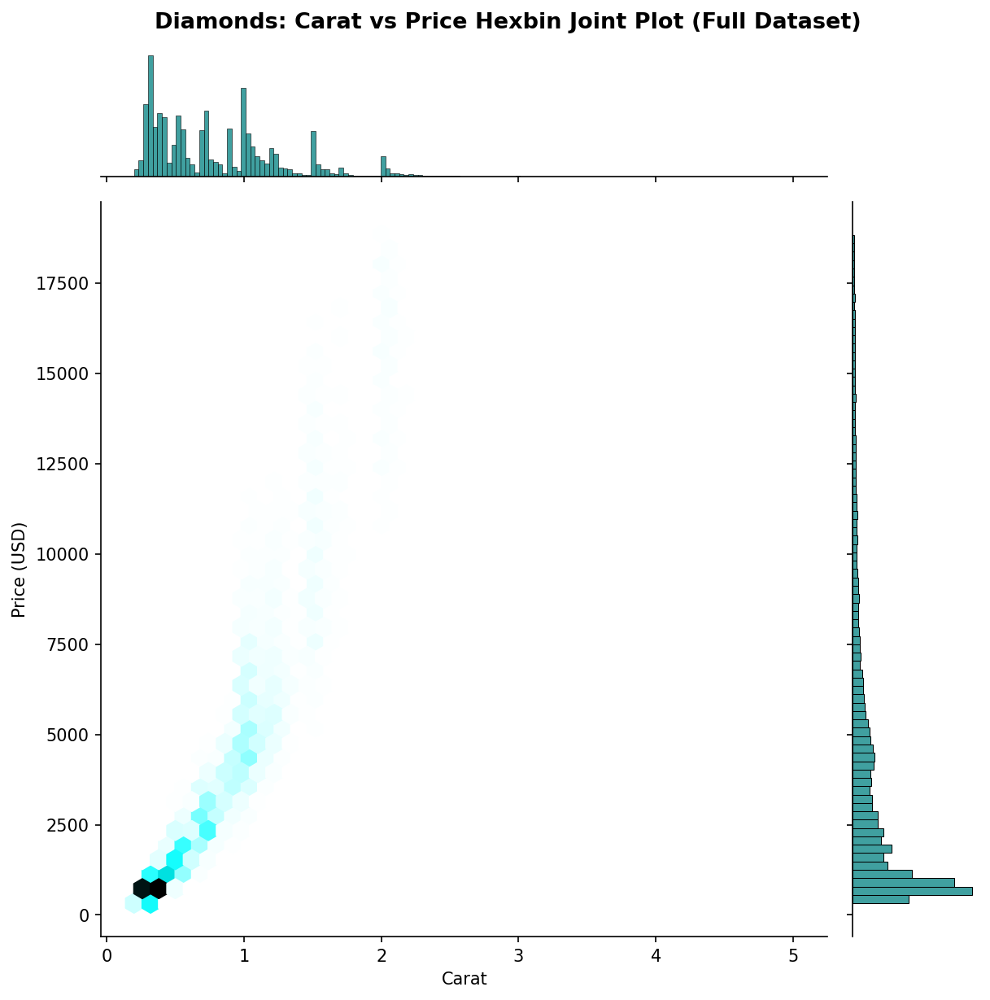 Diamonds: Carat vs Price Hexbin Joint Plot (Full Dataset)
17500
15000
12500
10000
7500
5000
2500
0
Price (USD)
0 1 2 3 4 5
Carat